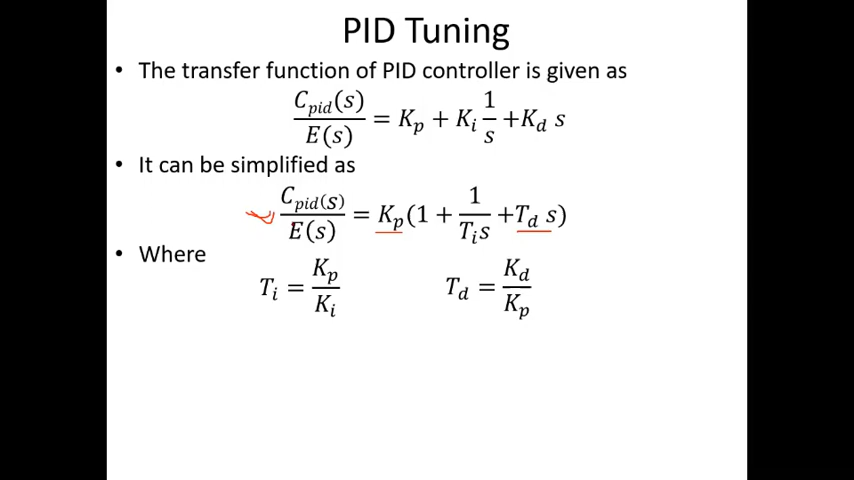 PID Tuning
• The transfer function of PID controller is given as
C_pid(s)/E(s) = K_p + K_i 1/s + K_d s
• It can be simplified as
C_pid(s)/E(s) = K_p(1 + 1/(T_i s) + T_d s)
• Where
T_i = K_p/K_i    T_d = K_d/K_p